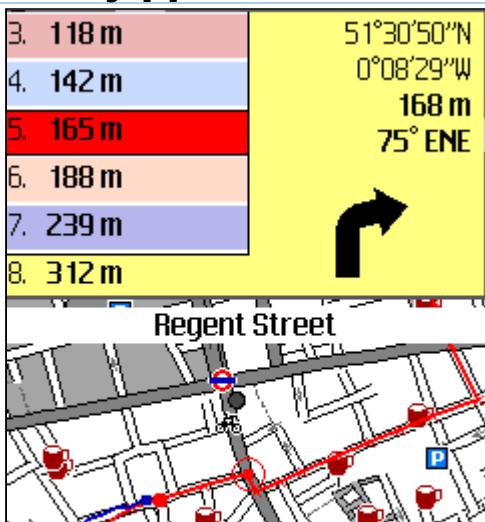 3. 118 m
4. 142 m
5. 165 m
6. 188 m
7. 239 m
8. 312 m
51°30'50"N
0°08'29"W
168 m
75° ENE
Regent Street
P